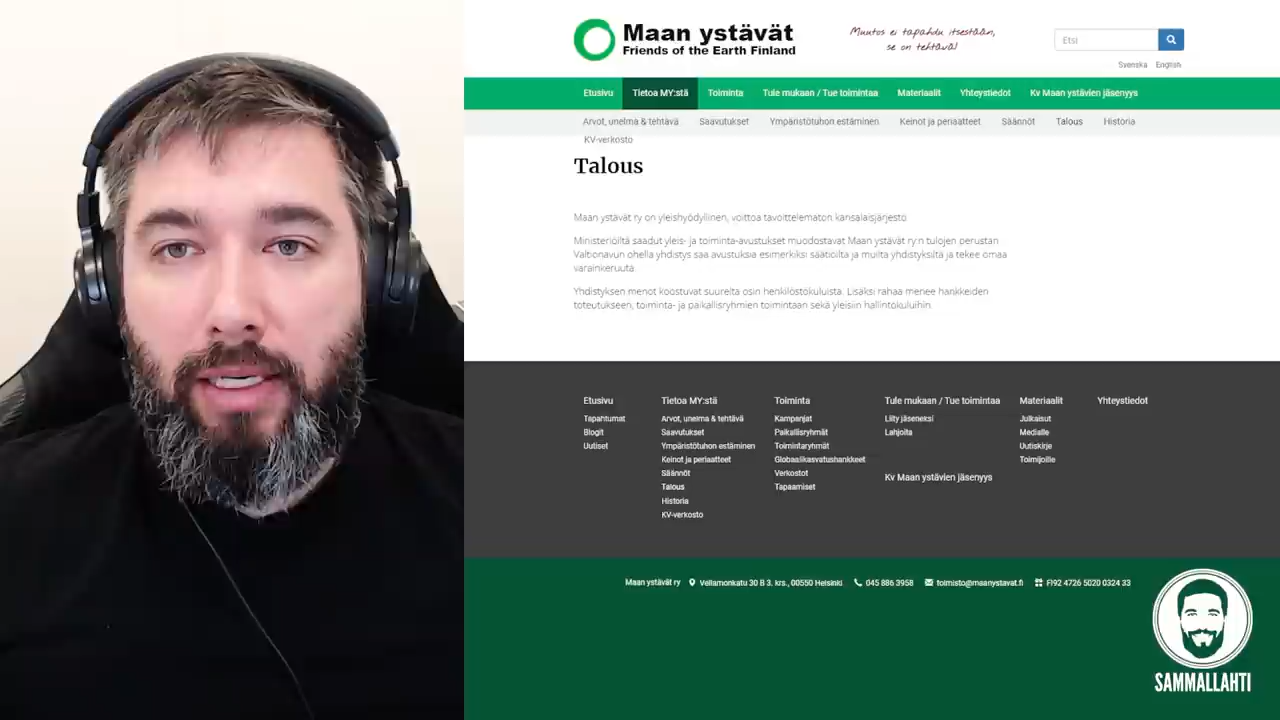 Maan ystävät
Friends of the Earth Finland
Muutos ei tapahdu itsestään,
se on tehtävä!
Etsi
Svenska English
Etusivu Tietoa MY:stä Toiminta Tule mukaan / Tue toimintaa Materiaalit Yhteystiedot Kv Maan ystävien jäsenyys
Arvot, unelma & tehtävä Saavutukset Ympäristötuhon estäminen Keinot ja periaatteet Säännöt Talous Historia
KV-verkosto
Talous
Maan ystävät ry on yleishyödyllinen, voittoa tavoittelematon kansalaisjärjestö.
Ministeriöiltä saadut yleis- ja toiminta-avustukset muodostavat Maan ystävät ry:n tulojen perustan.
Valtionavun ohella yhdistys saa avustuksia esimerkiksi säätiöiltä ja muilta yhdistyksiltä ja tekee omaa
varainkeruuta.
Yhdistyksen menot koostuvat suurelta osin henkilöstökuluista. Lisäksi rahaa menee hankkeiden
toteutukseen, toiminta- ja paikallisryhmien toimintaan sekä yleisiin hallintokuluihin.
Etusivu Tietoa MY:stä Toiminta Tule mukaan / Tue toimintaa Materiaalit Yhteystiedot
Tapahtumat Arvot, unelma & tehtävä Kampanjat Liity jäseneksi Julkaisut
Blogit Saavutukset Paikallisryhmät Lahjoita Medialle
Uutiset Ympäristötuhon estäminen Toimintaryhmät Uutiskirje
Keinot ja periaatteet Globaalikasvatushankkeet Toimijoille
Säännöt Verkostot Kv Maan ystävien jäsenyys
Talous Tapaamiset
Historia
KV-verkosto
Maan ystävät ry Vellamonkatu 30 B 3. krs., 00550 Helsinki 045 886 3958 toimisto@maanystavat.fi FI92 4726 5020 0324 33
SAMMALLAHTI